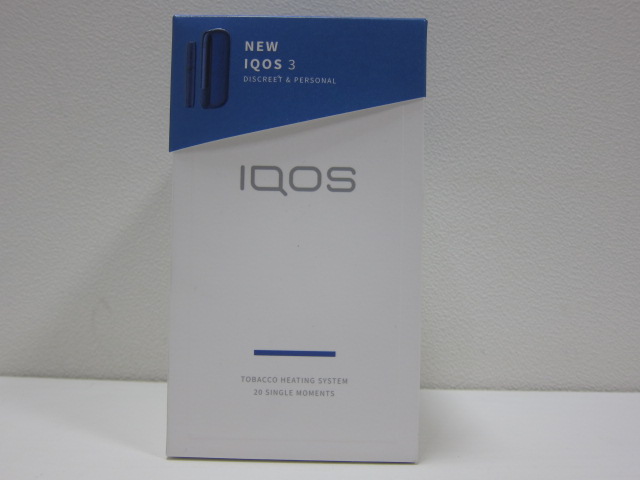 NEW
IQOS 3
DISCREET & PERSONAL
IQOS
TOBACCO HEATING SYSTEM
20 SINGLE MOMENTS